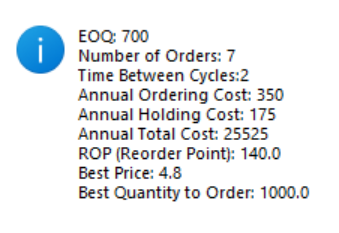 EOQ: 700
Number of Orders: 7
Time Between Cycles:2
Annual Ordering Cost: 350
Annual Holding Cost: 175
Annual Total Cost: 25525
ROP (Reorder Point): 140.0
Best Price: 4.8
Best Quantity to Order: 1000.0